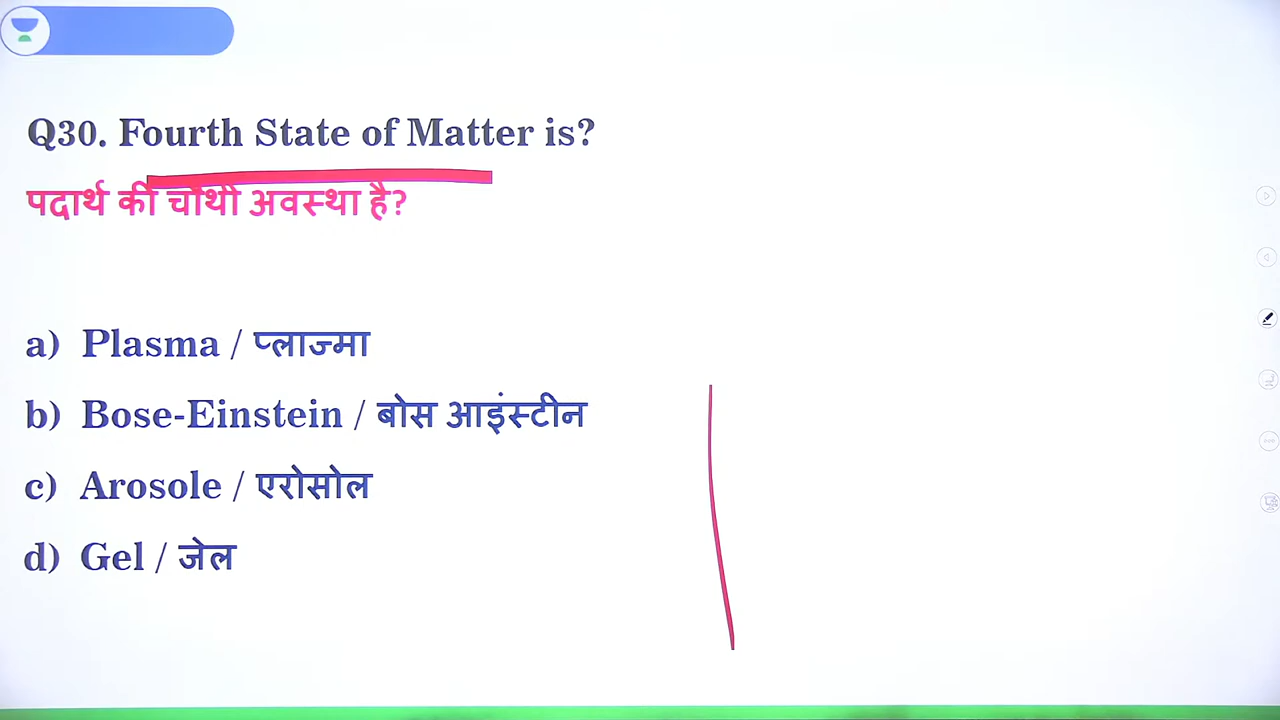 Q30. Fourth State of Matter is?
पदार्थ की चौथी अवस्था है?
a) Plasma / प्लाज्मा
b) Bose-Einstein / बोस आइंस्टीन
c) Arosole / एरोसोल
d) Gel / जेल